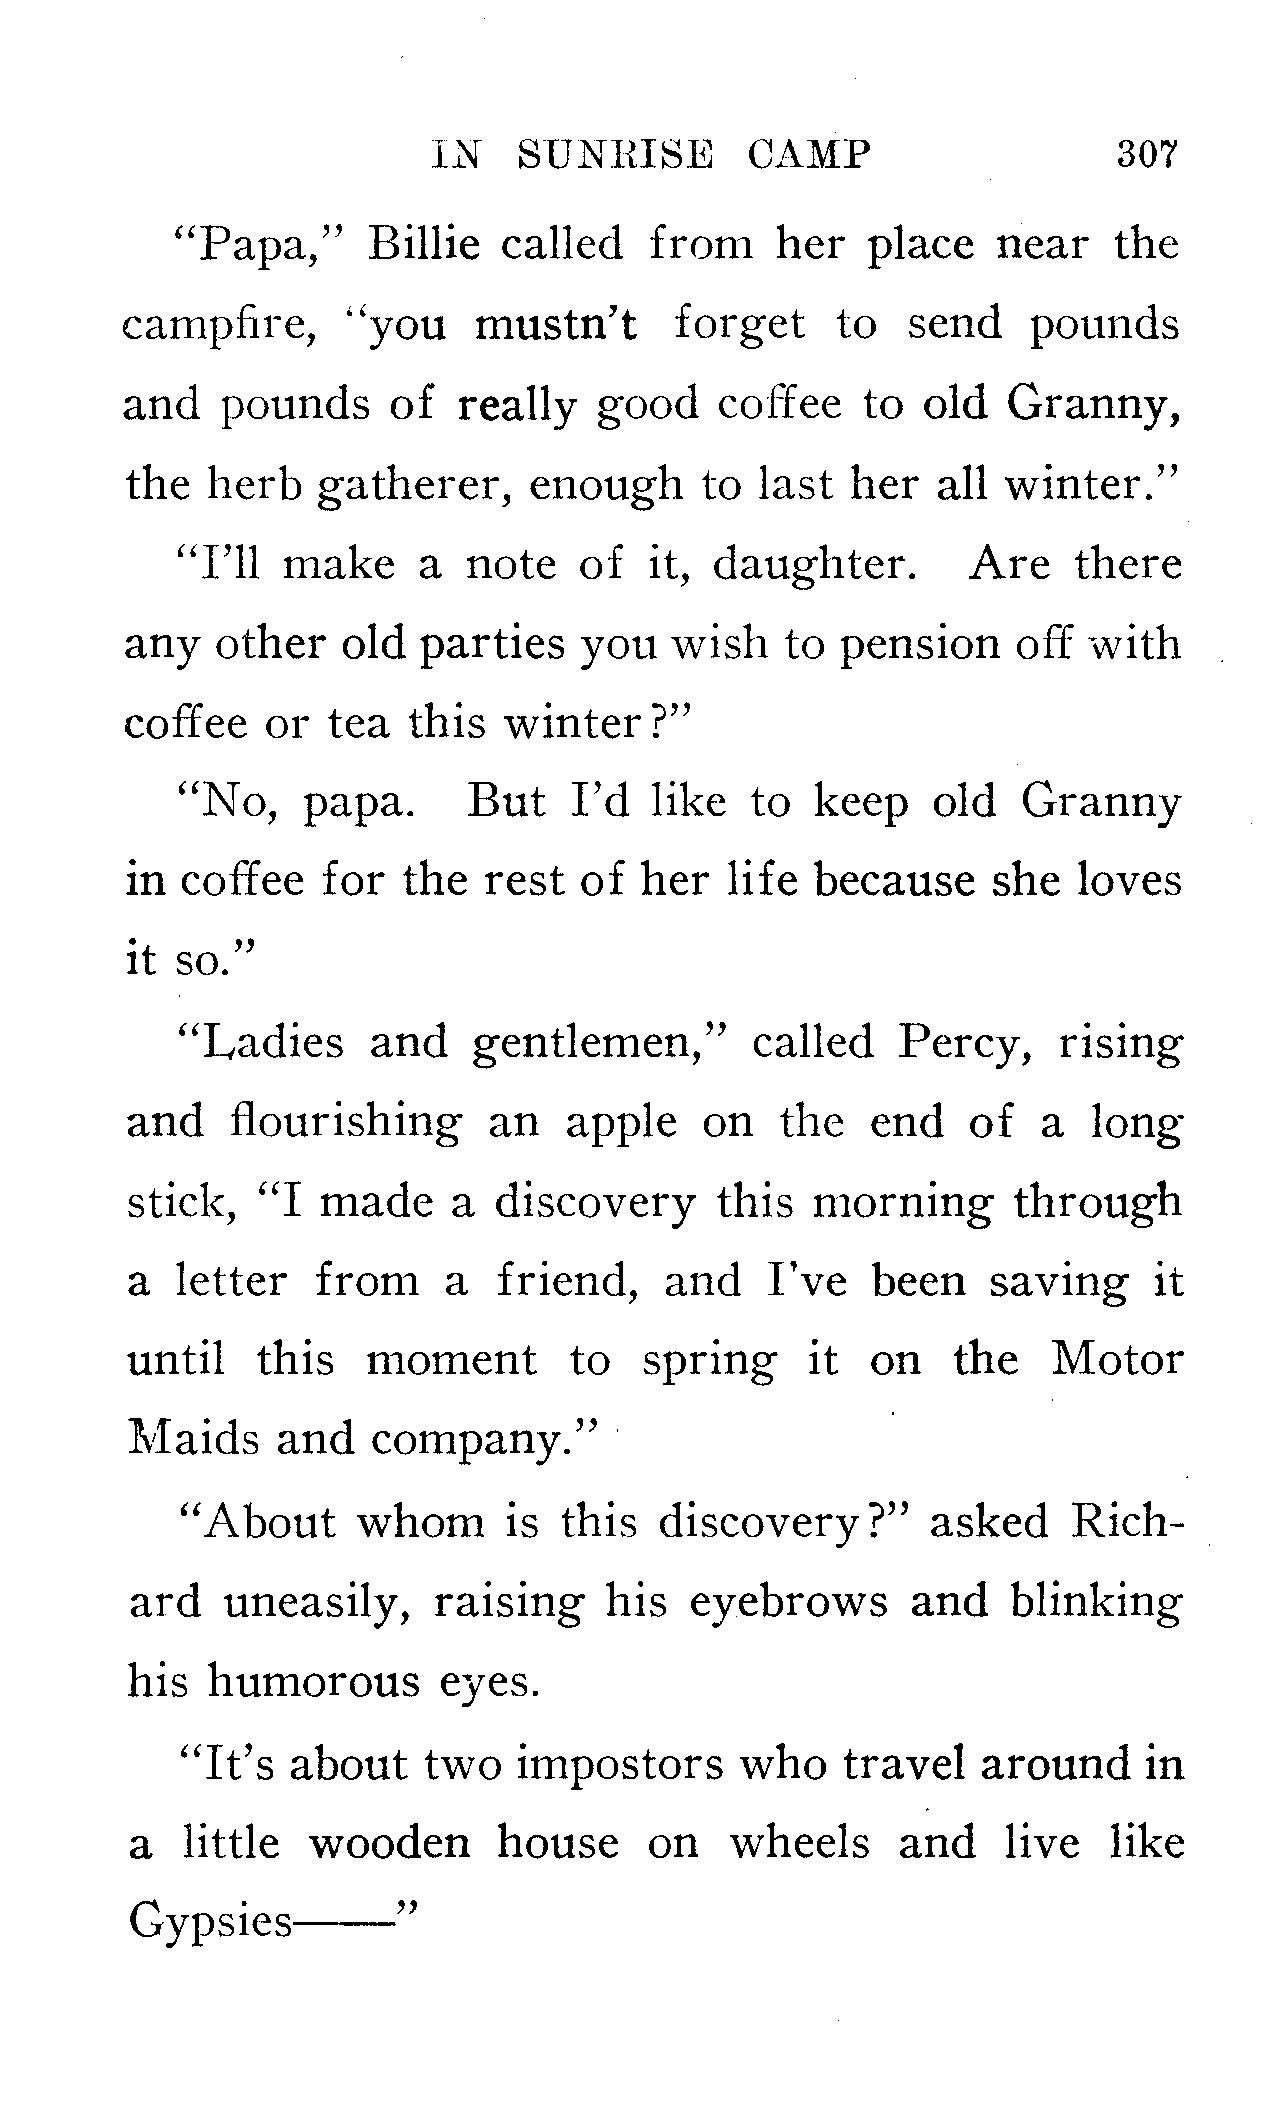 IN SUNRISE CAMP 307
“Papa,” Billie called from her place near the
campfire, “you mustn’t forget to send pounds
and pounds of really good coffee to old Granny,
the herb gatherer, enough to last her all winter.”
“I’ll make a note of it, daughter. Are there
any other old parties you wish to pension off with
coffee or tea this winter?”
“No, papa. But I’d like to keep old Granny
in coffee for the rest of her life because she loves
it so.”
“Ladies and gentlemen,” called Percy, rising
and flourishing an apple on the end of a long
stick, “I made a discovery this morning through
a letter from a friend, and I’ve been saving it
until this moment to spring it on the Motor
Maids and company.”
“About whom is this discovery?” asked Rich-
ard uneasily, raising his eyebrows and blinking
his humorous eyes.
“It’s about two impostors who travel around in
a little wooden house on wheels and live like
Gypsies——”